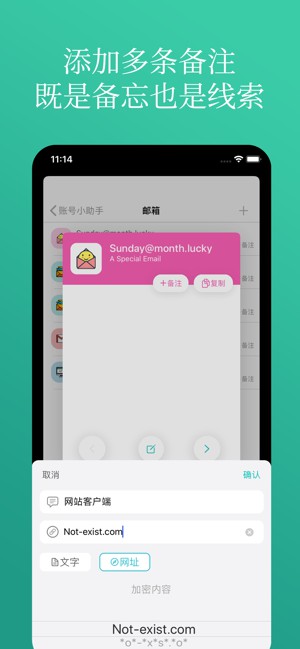 添加多条备注
既是备忘也是线索
11:14
账号小助手
邮箱
Sunday@month.lucky
备注
Sunday@month.lucky
A Special Email
+备注
复制
备注
备注
备注
备注
取消
确认
网站客户端
Not-exist.com
文字
网址
加密内容
Not-exist.com
*o*-*x*s*.*o*